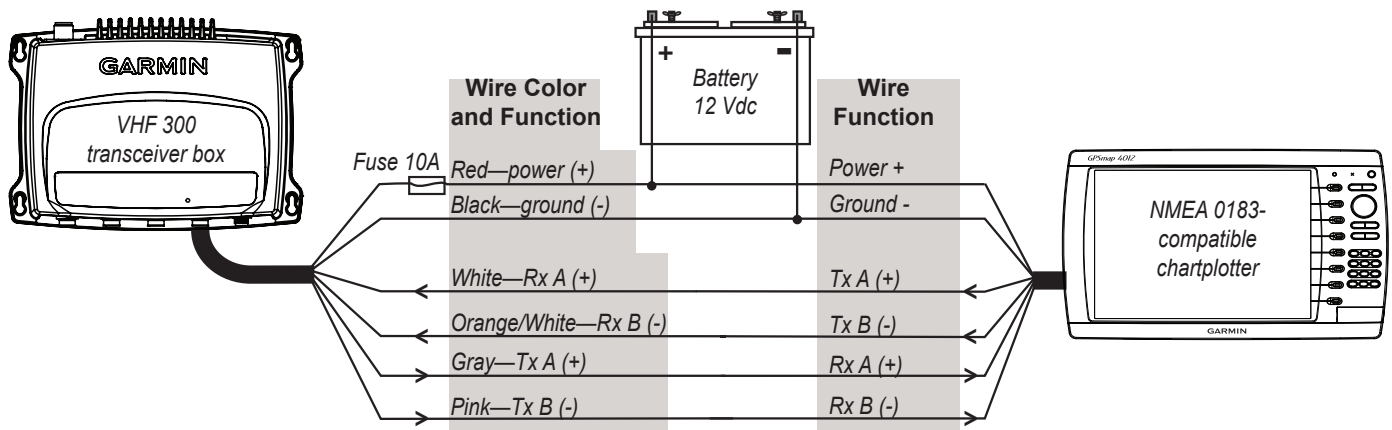 GARMIN
VHF 300
transceiver box
Wire Color
and Function
+
-
Battery
12 Vdc
Wire
Function
Fuse 10A
Red—power (+)
Power +
Black—ground (-)
Ground -
White—Rx A (+)
Tx A (+)
Orange/White—Rx B (-)
Tx B (-)
Gray—Tx A (+)
Rx A (+)
Pink—Tx B (-)
Rx B (-)
GPSmap 4012
NMEA 0183-
compatible
chartplotter
GARMIN